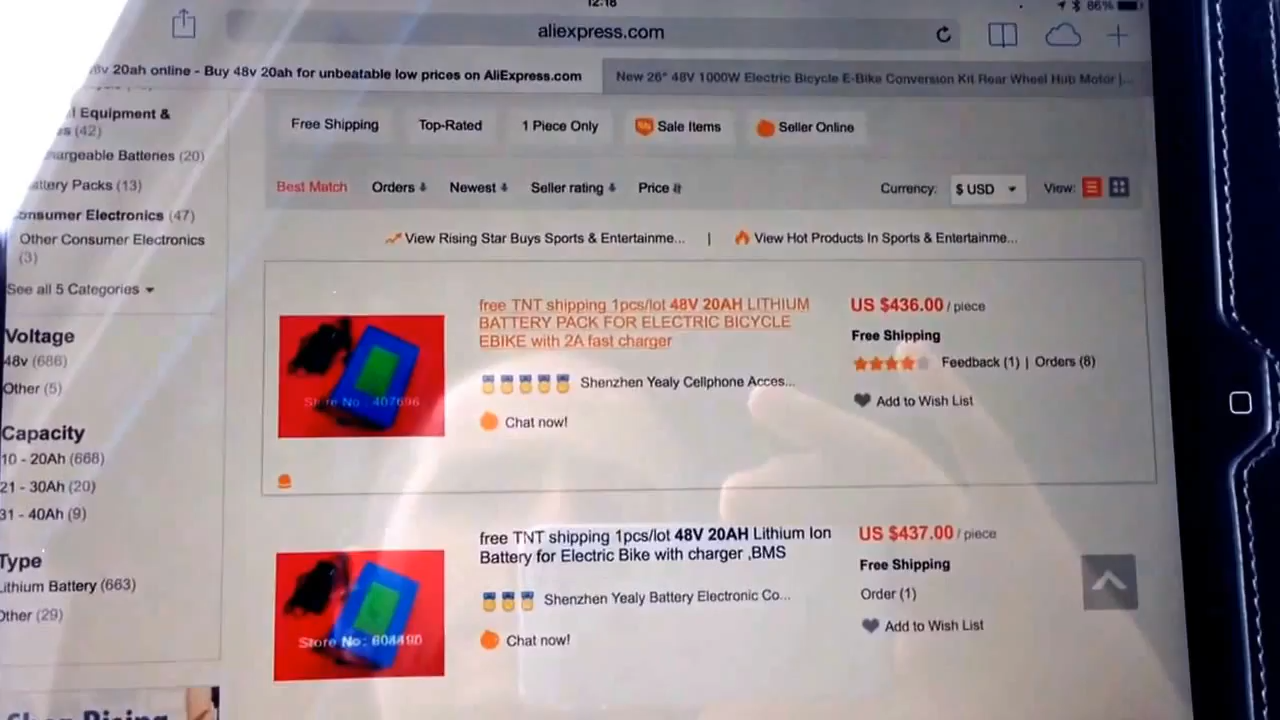 12:18
86%
aliexpress.com
48v 20ah online - Buy 48v 20ah for unbeatable low prices on AliExpress.com
New 26" 48V 1000W Electric Bicycle E-Bike Conversion Kit Rear Wheel Hub Motor |...
Equipment &
(42)
Batteries (20)
Packs (13)
Consumer Electronics (47)
Other Consumer Electronics
(3)
See all 5 Categories
Voltage
48v (686)
Other (5)
Capacity
10 - 20Ah (668)
21 - 30Ah (20)
31 - 40Ah (9)
Type
Lithium Battery (663)
Other (29)
Free Shipping
Top-Rated
1 Piece Only
Sale Items
Seller Online
Best Match
Orders
Newest
Seller rating
Price
Currency:
$ USD
View:
View Rising Star Buys Sports & Entertainme...
|
View Hot Products In Sports & Entertainme...
free TNT shipping 1pcs/lot 48V 20AH LITHIUM
BATTERY PACK FOR ELECTRIC BICYCLE
EBIKE with 2A fast charger
Shenzhen Yealy Cellphone Acces...
Chat now!
US $436.00 / piece
Free Shipping
Feedback (1) | Orders (8)
Add to Wish List
Store No: 407696
free TNT shipping 1pcs/lot 48V 20AH Lithium Ion
Battery for Electric Bike with charger ,BMS
Shenzhen Yealy Battery Electronic Co...
Chat now!
US $437.00 / piece
Free Shipping
Order (1)
Add to Wish List
Store No: